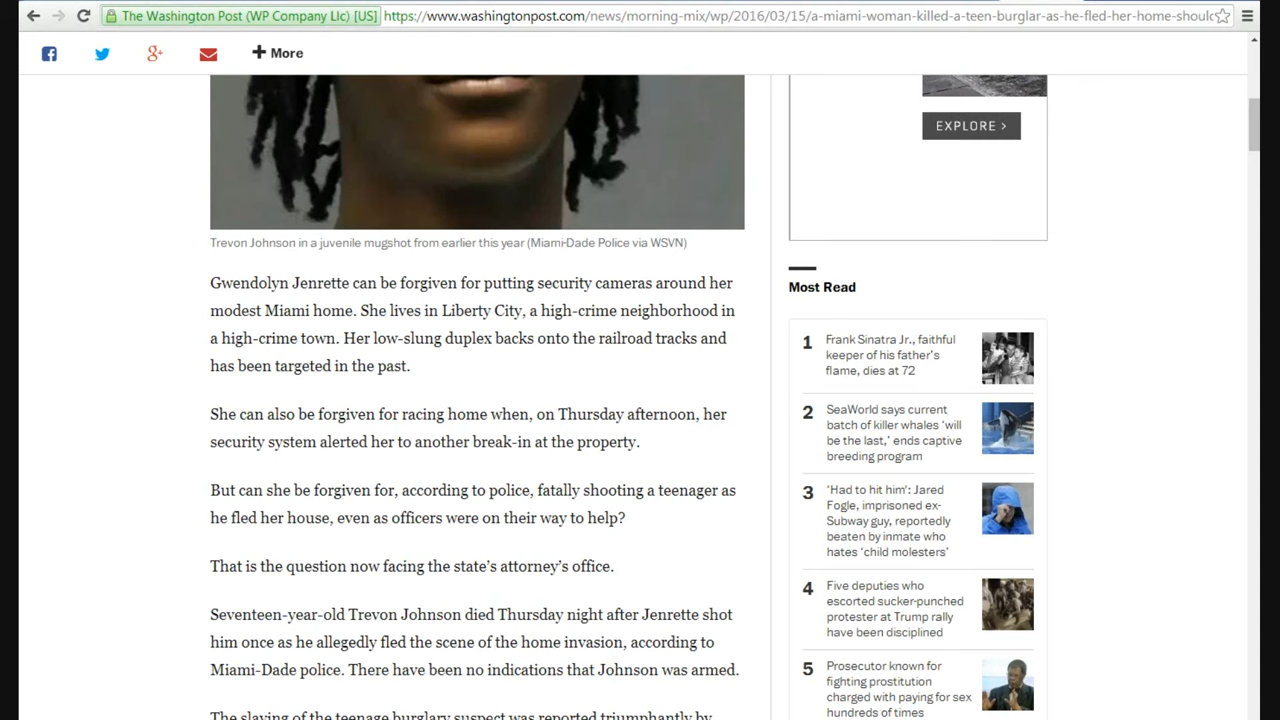 The Washington Post (WP Company Llc) [US]
https://www.washingtonpost.com/news/morning-mix/wp/2016/03/15/a-miami-woman-killed-a-teen-burglar-as-he-fled-her-home-shoulc
g+
+ More
EXPLORE >
Trevon Johnson in a juvenile mugshot from earlier this year (Miami-Dade Police via WSVN)
Gwendolyn Jenrette can be forgiven for putting security cameras around her
modest Miami home. She lives in Liberty City, a high-crime neighborhood in
a high-crime town. Her low-slung duplex backs onto the railroad tracks and
has been targeted in the past.
She can also be forgiven for racing home when, on Thursday afternoon, her
security system alerted her to another break-in at the property.
But can she be forgiven for, according to police, fatally shooting a teenager as
he fled her house, even as officers were on their way to help?
That is the question now facing the state's attorney's office.
Seventeen-year-old Trevon Johnson died Thursday night after Jenrette shot
him once as he allegedly fled the scene of the home invasion, according to
Miami-Dade police. There have been no indications that Johnson was armed.
The slaying of the teenage burglary suspect was reported triumphantly by
Most Read
1
Frank Sinatra Jr., faithful
keeper of his father's
flame, dies at 72
2
SeaWorld says current
batch of killer whales 'will
be the last,' ends captive
breeding program
3
'Had to hit him': Jared
Fogle, imprisoned ex-
Subway guy, reportedly
beaten by inmate who
hates 'child molesters'
4
Five deputies who
escorted sucker-punched
protester at Trump rally
have been disciplined
5
Prosecutor known for
fighting prostitution
charged with paying for sex
hundreds of times